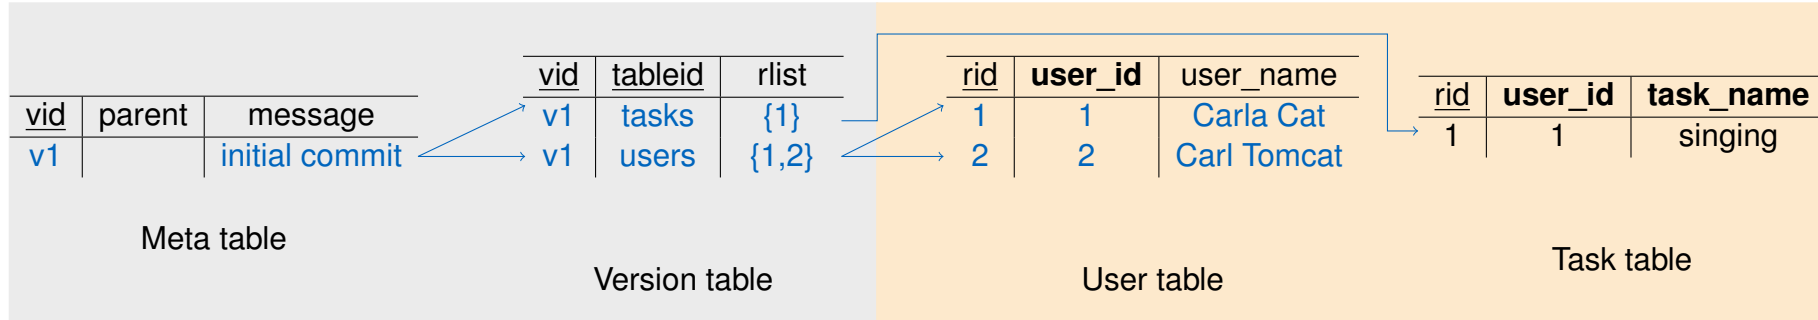 vid parent message
v1 initial commit
Meta table
vid tableid rlist
v1 tasks {1}
v1 users {1,2}
Version table
rid user_id user_name
1 1 Carla Cat
2 2 Carl Tomcat
User table
rid user_id task_name
1 1 singing
Task table